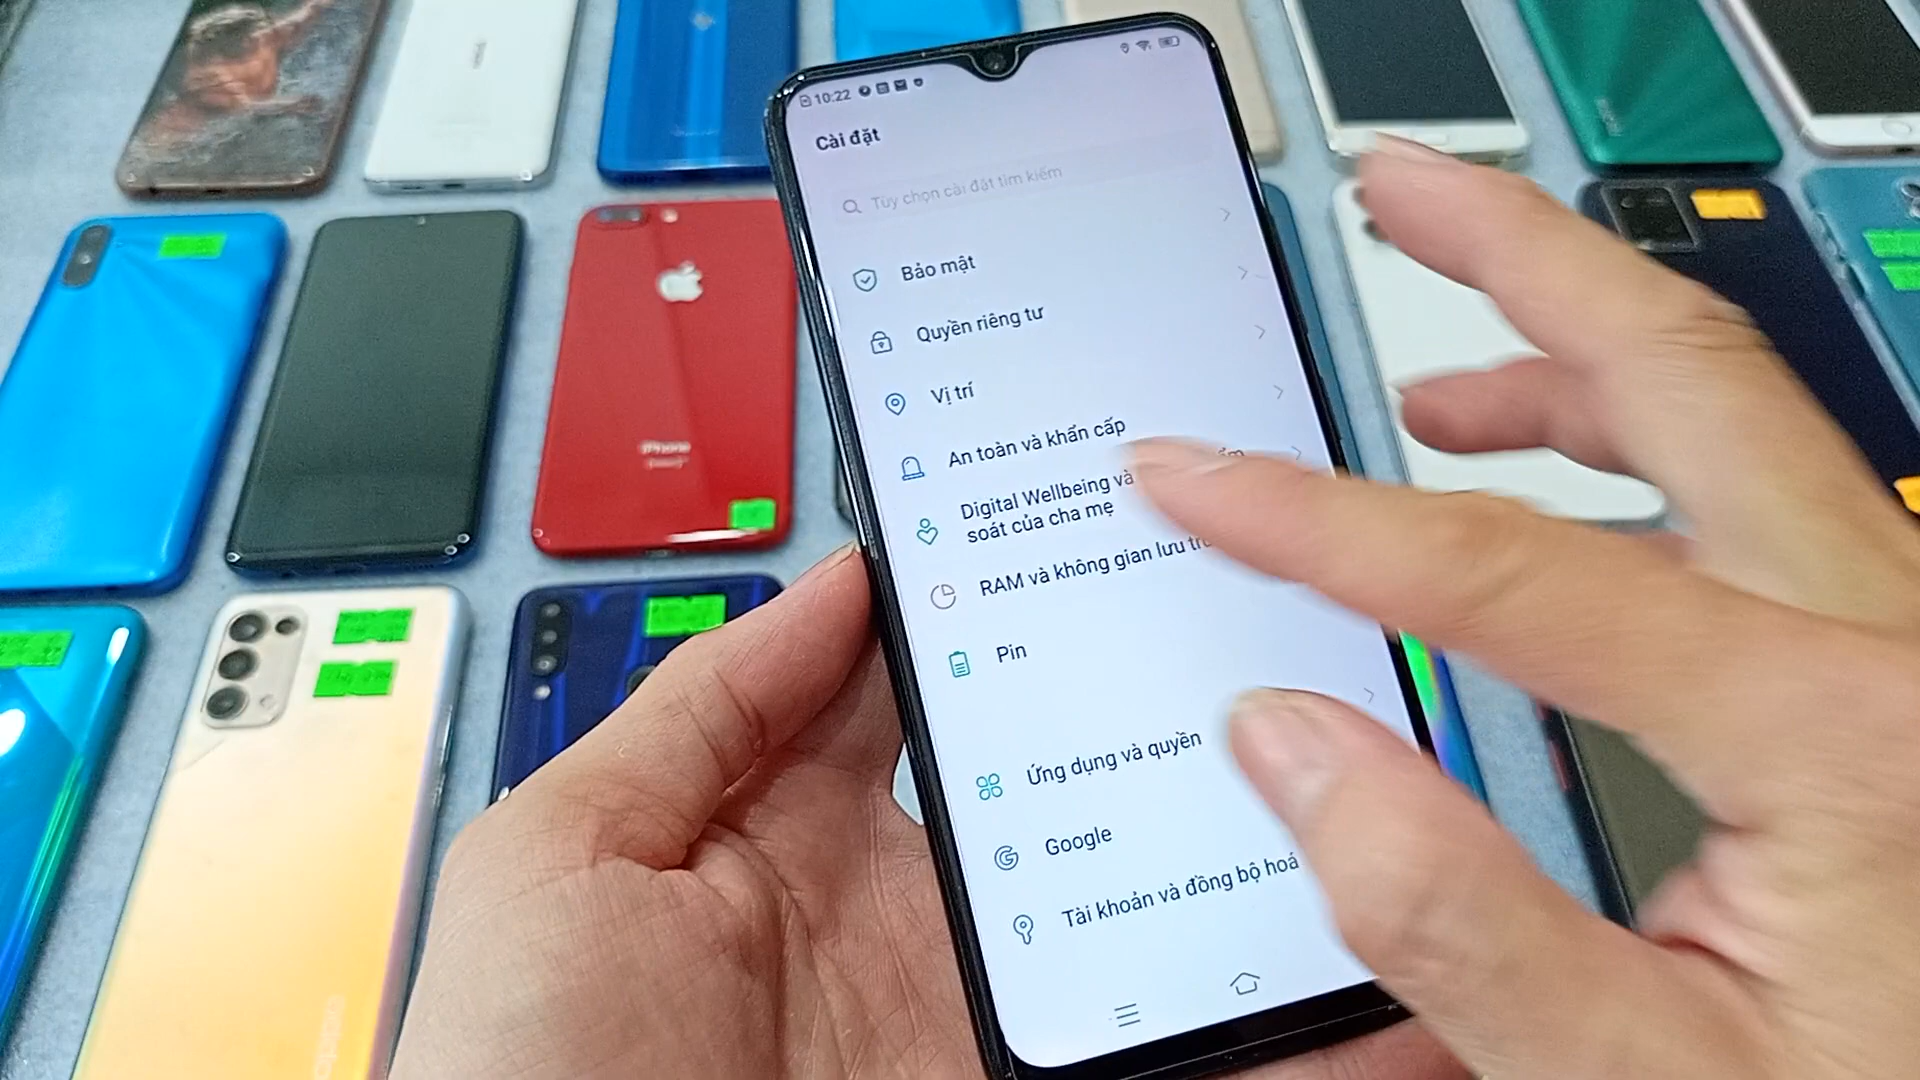 10:22
Cài đặt
Tùy chọn cài đặt tìm kiếm
Bảo mật
Quyền riêng tư
Vị trí
An toàn và khẩn cấp
Digital Wellbeing và
soát của cha mẹ
RAM và không gian lưu
Pin
Ứng dụng và quyền
Google
Tài khoản và đồng bộ hoá
iPhone